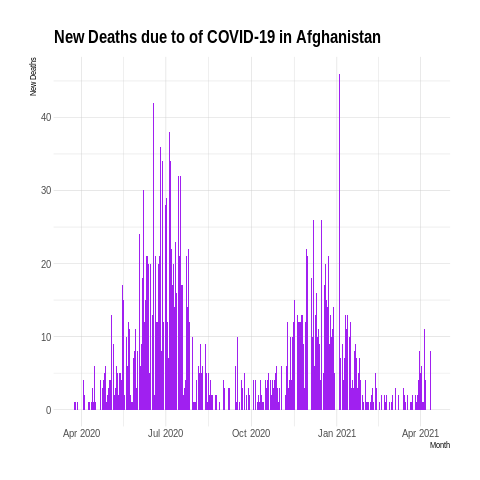 New Deaths due to of COVID-19 in Afghanistan
New Deaths
40
30
20
10
0
Apr 2020 Jul 2020 Oct 2020 Jan 2021 Apr 2021
Month